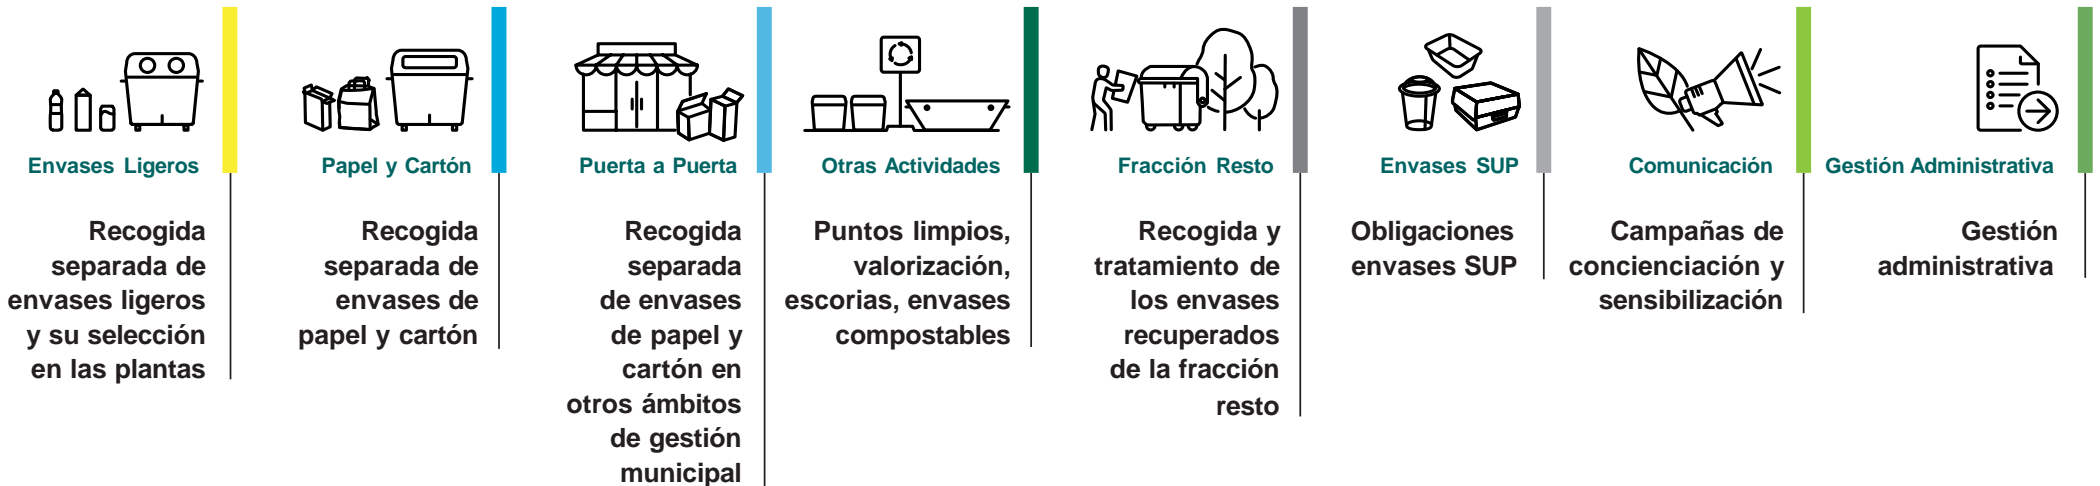 Envases Ligeros
Recogida
separada de
envases ligeros
y su selección
en las plantas
Papel y Cartón
Recogida
separada de
envases de
papel y cartón
Puerta a Puerta
Recogida
separada
de envases
de papel y
cartón en
otros ámbitos
de gestión
municipal
Otras Actividades
Puntos limpios,
valorización,
escorias, envases
compostables
Fracción Resto
Recogida y
tratamiento de
los envases
recuperados
de la fracción
resto
Envases SUP
Obligaciones
envases SUP
Comunicación
Campañas de
concienciación y
sensibilización
Gestión Administrativa
Gestión
administrativa